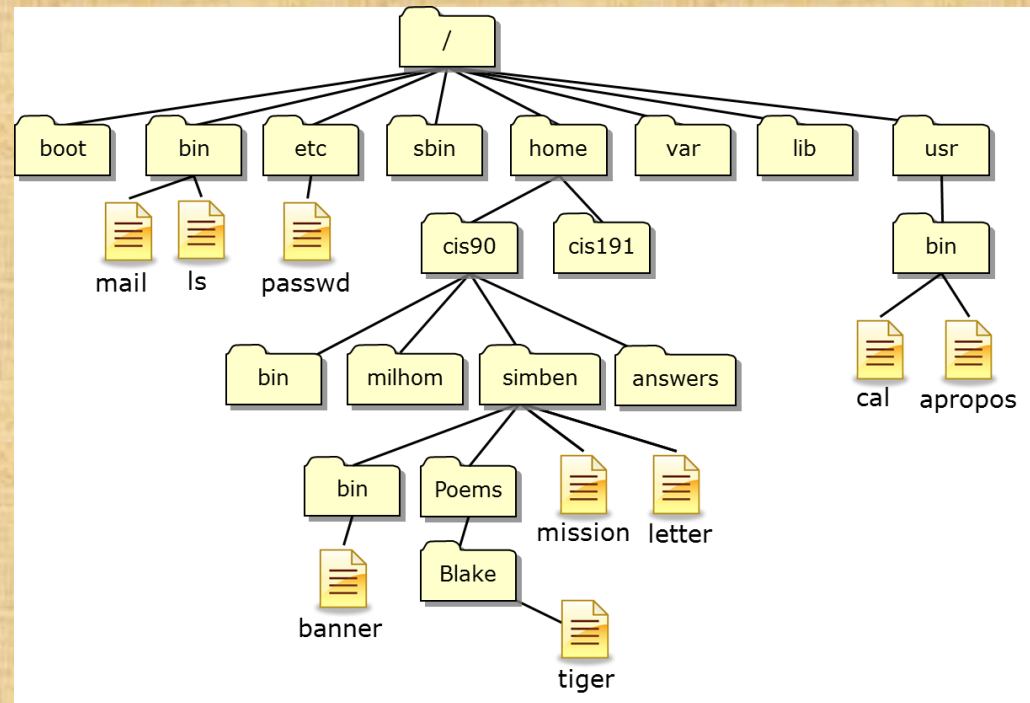 /
boot bin etc sbin home var lib usr
mail ls passwd
cis90 cis191 bin
bin milhom simben answers
cal apropos
bin Poems mission letter
Blake
banner
tiger